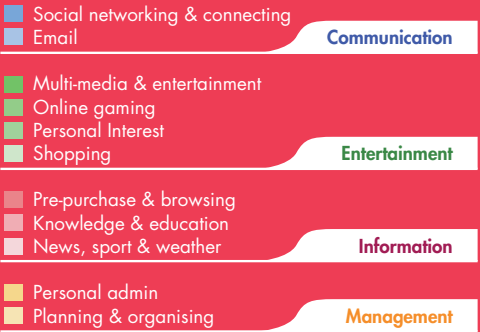 Social networking & connecting
Email
Communication
Multi-media & entertainment
Online gaming
Personal Interest
Shopping
Entertainment
Pre-purchase & browsing
Knowledge & education
News, sport & weather
Information
Personal admin
Planning & organising
Management